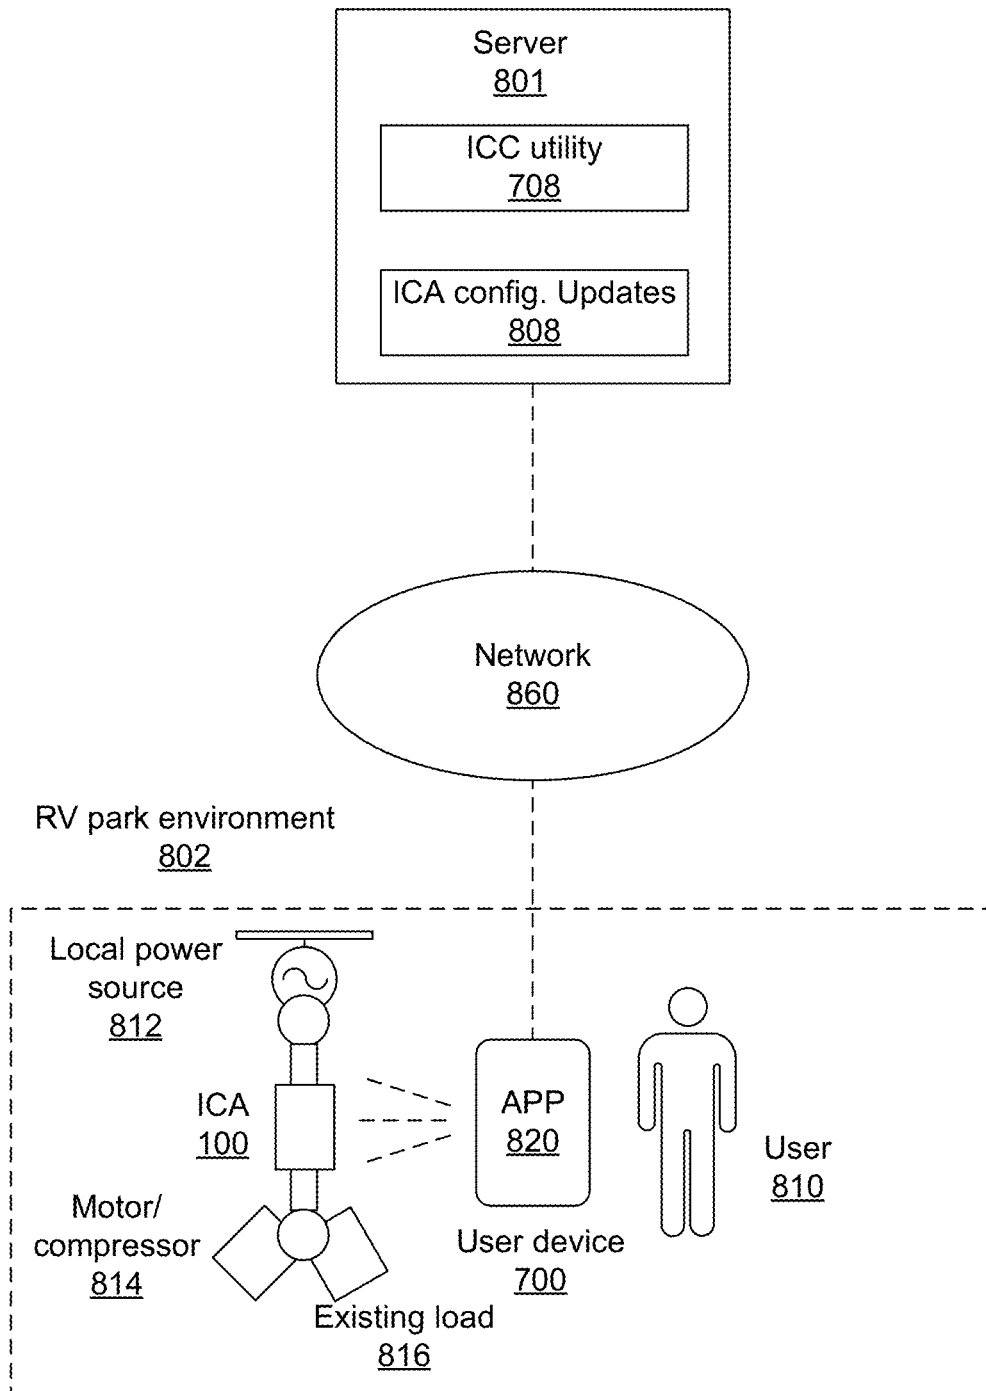 Server
801
ICC utility
708
ICA config. Updates
808
Network
860
RV park environment
802
Local power
source
812
ICA
100
APP
820
User
810
Motor/
compressor
814
User device
700
Existing load
816